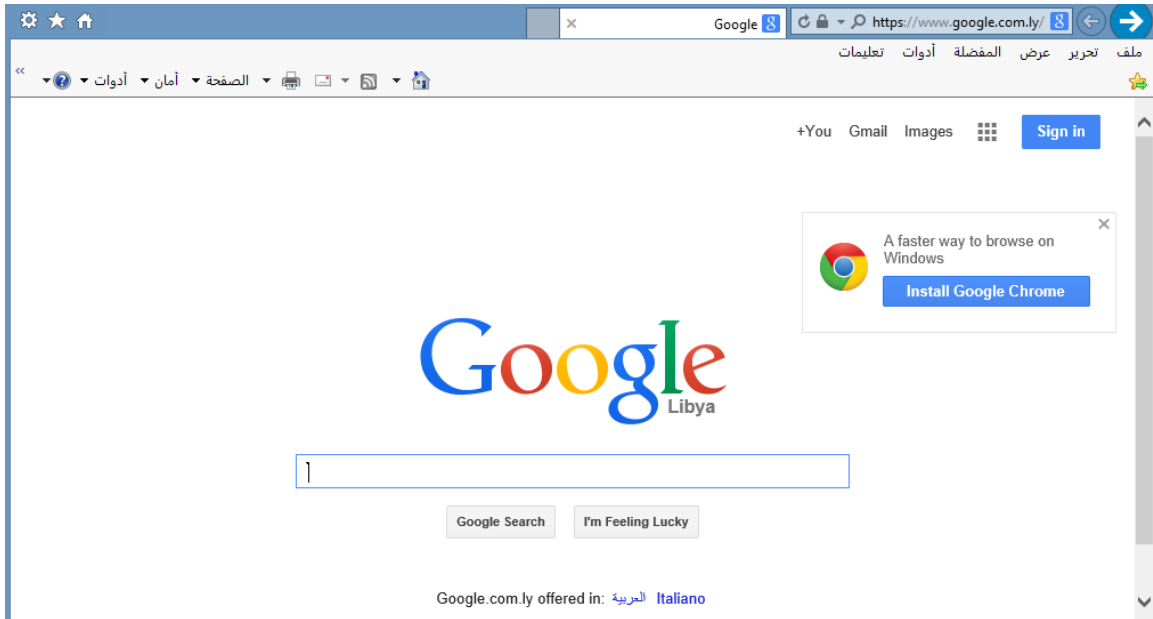 Google
https://www.google.com.ly/
ملف تحرير عرض المفضلة أدوات تعليمات
الصفحة أمان أدوات
+You Gmail Images Sign in
A faster way to browse on
Windows
Install Google Chrome
Google
Libya
Google Search I'm Feeling Lucky
Google.com.ly offered in: العربية Italiano